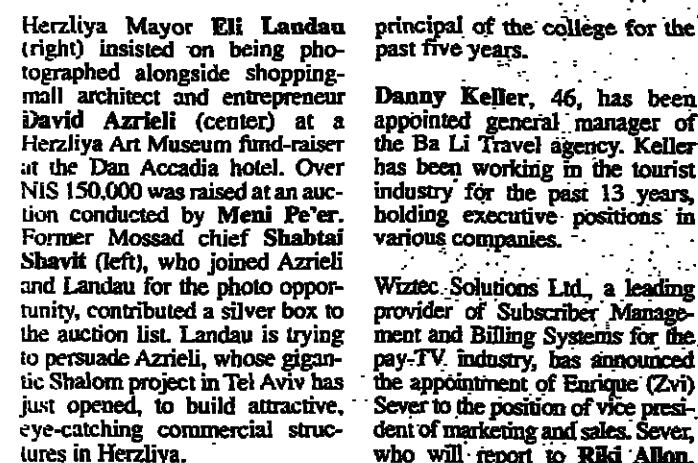 Herzliya Mayor Eli Landau
(right) insisted on being pho-
tographed alongside shopping-
mall architect and entrepreneur
David Azrieli (center) at a
Herzliya Art Museum fund-raiser
at the Dan Accadia hotel. Over
NIS 150,000 was raised at an auc-
tion conducted by Meni Pe'er.
Former Mossad chief Shabtai
Shavit (left), who joined Azrieli
and Landau for the photo oppor-
tunity, contributed a silver box to
the auction list. Landau is trying
to persuade Azrieli, whose gigan-
tic Shalom project in Tel Aviv has
just opened, to build attractive,
eye-catching commercial struc-
tures in Herzliya.
principal of the college for the
past five years.
Danny Keller, 46, has been
appointed general manager of
the Ba Li Travel agency. Keller
has been working in the tourist
industry for the past 13 years,
holding executive positions in
various companies.
Wiztec Solutions Ltd., a leading
provider of Subscriber Manage-
ment and Billing Systems for the
pay-TV industry, has announced
the appointment of Enrique (Zvi)
Sever to the position of vice presi-
dent of marketing and sales. Sever,
who will report to Riki Allon,